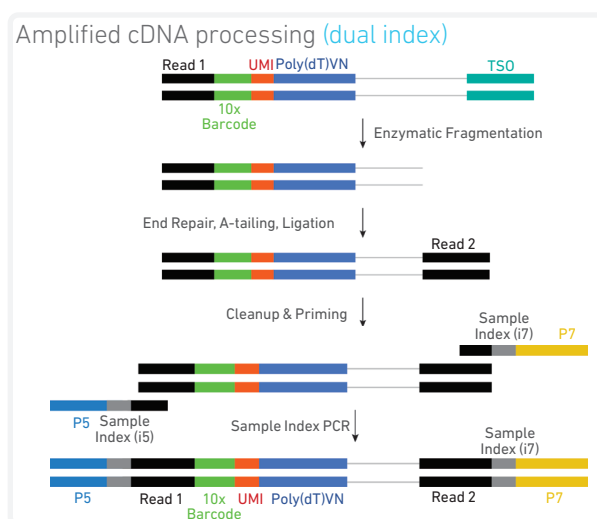 Amplified cDNA processing (dual index)
Read 1 UMI Poly(dT)VN TSO
10x
Barcode
Enzymatic Fragmentation
End Repair, A-tailing, Ligation
Read 2
Cleanup & Priming
Sample
Index (i7) P7
P5 Sample
Index (i5)
Sample Index PCR
Sample
Index (i7)
P5 Read 1 10x UMI Poly(dT)VN Read 2 P7
Barcode